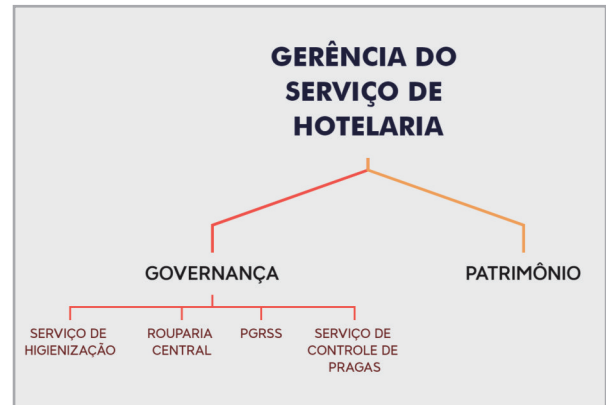 GERÊNCIA DO
SERVIÇO DE
HOTELARIA
GOVERNANÇA
PATRIMÔNIO
SERVIÇO DE
HIGIENIZAÇÃO
ROUPARIA
CENTRAL
PGRSS
SERVIÇO DE
CONTROLE DE
PRAGAS